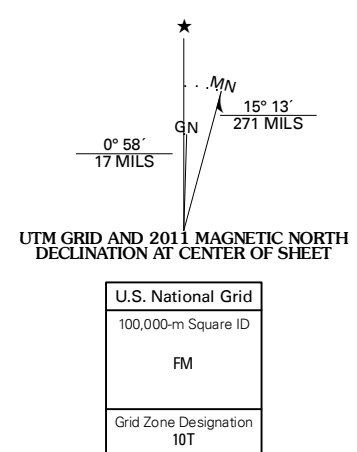 ★
MN
GN
15° 13´
271 MILS
0° 58´
17 MILS
UTM GRID AND 2011 MAGNETIC NORTH
DECLINATION AT CENTER OF SHEET
U.S. National Grid
100,000-m Square ID
FM
Grid Zone Designation
10T